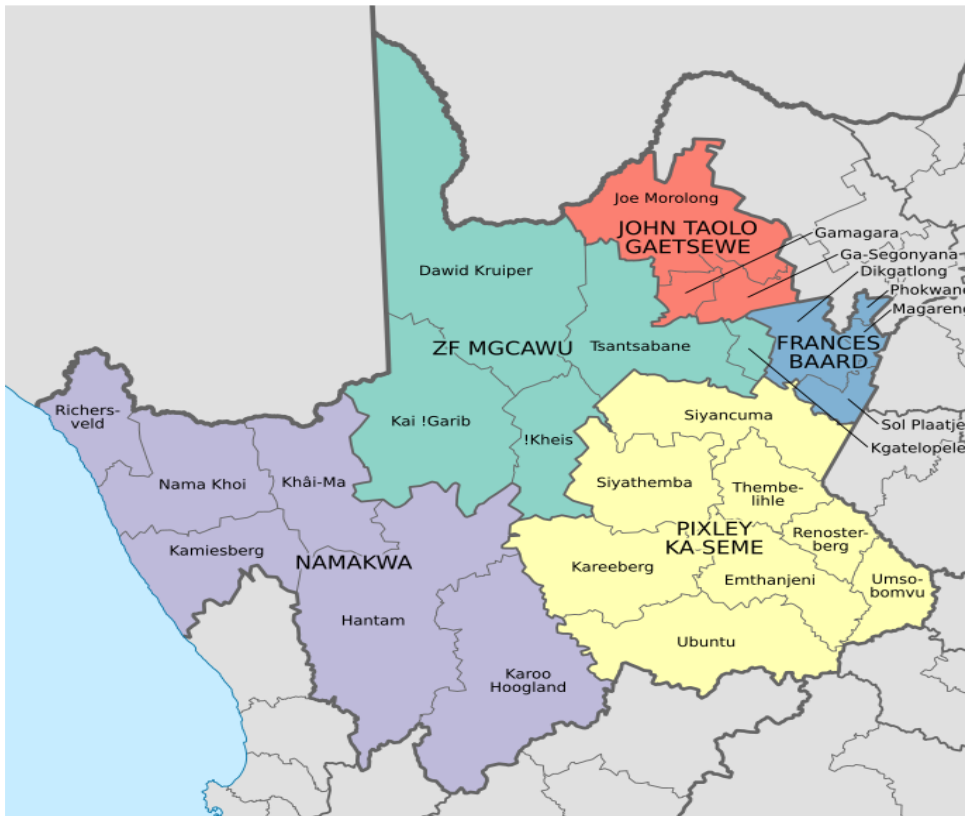 Joe Morolong
JOHN TAOLO
GAETSEWE
Gamagara
Ga-Segonyana
Dikgatlong
Phokwane
Magareng
Dawid Kruiper
ZF MGCAWU
Tsantsabane
FRANCES
BAARD
Richers-
veld
Kai !Garib
!Kheis
Siyancuma
Sol Plaatje
Kgatelopele
Nama Khoi
Khâi-Ma
Siyathemba
Thembe-
lihle
Kamiesberg
NAMAKWA
PIXLEY
KA SEME
Renoster-
berg
Kareeberg
Emthanjeni
Umso-
bomvu
Hantam
Ubuntu
Karoo
Hoogland